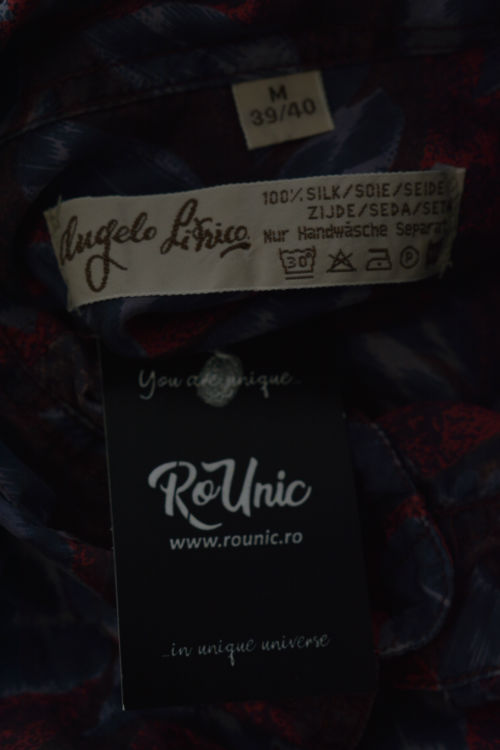 M
39/40
Angelo Litrico
100% SILK/SOIE/SEIDE
ZIJDE/SEDA/SETA
Nur Handwäsche Separat
30°
P
You are unique...
RoUnic
www.rounic.ro
...in unique universe